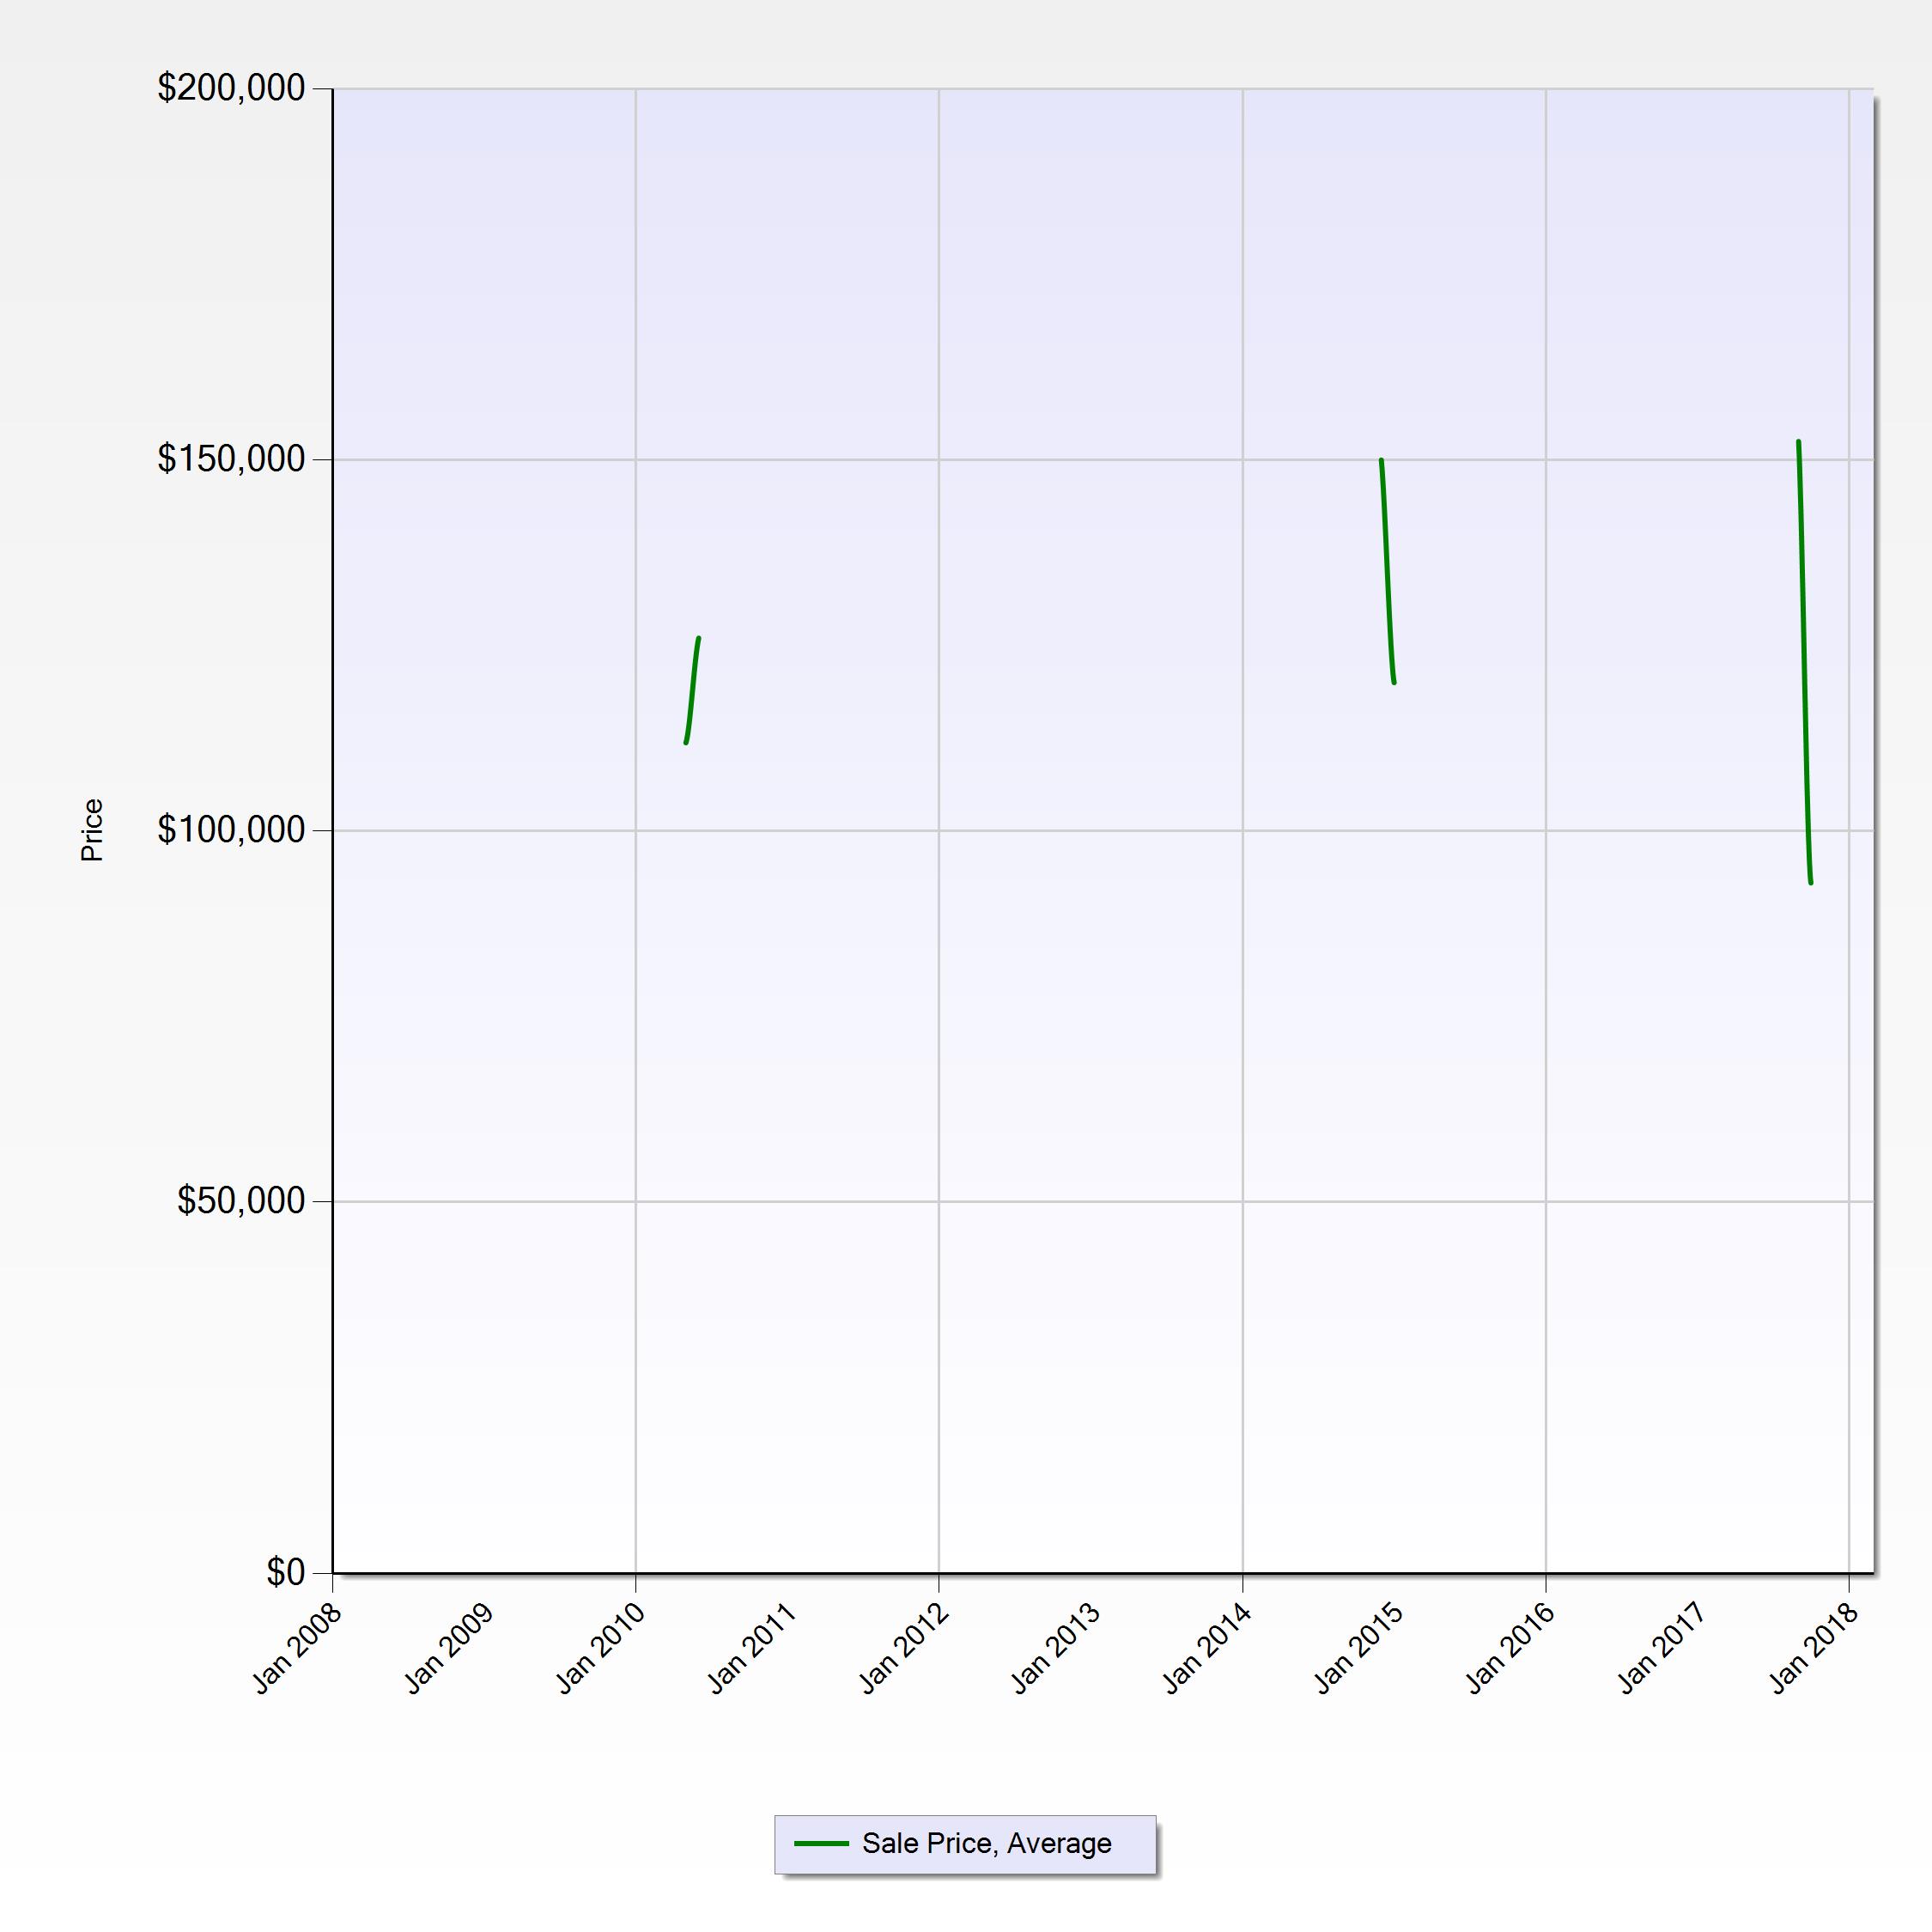 $200,000
$150,000
$100,000
$50,000
$0
Price
Jan 2008
Jan 2009
Jan 2010
Jan 2011
Jan 2012
Jan 2013
Jan 2014
Jan 2015
Jan 2016
Jan 2017
Jan 2018
Sale Price, Average